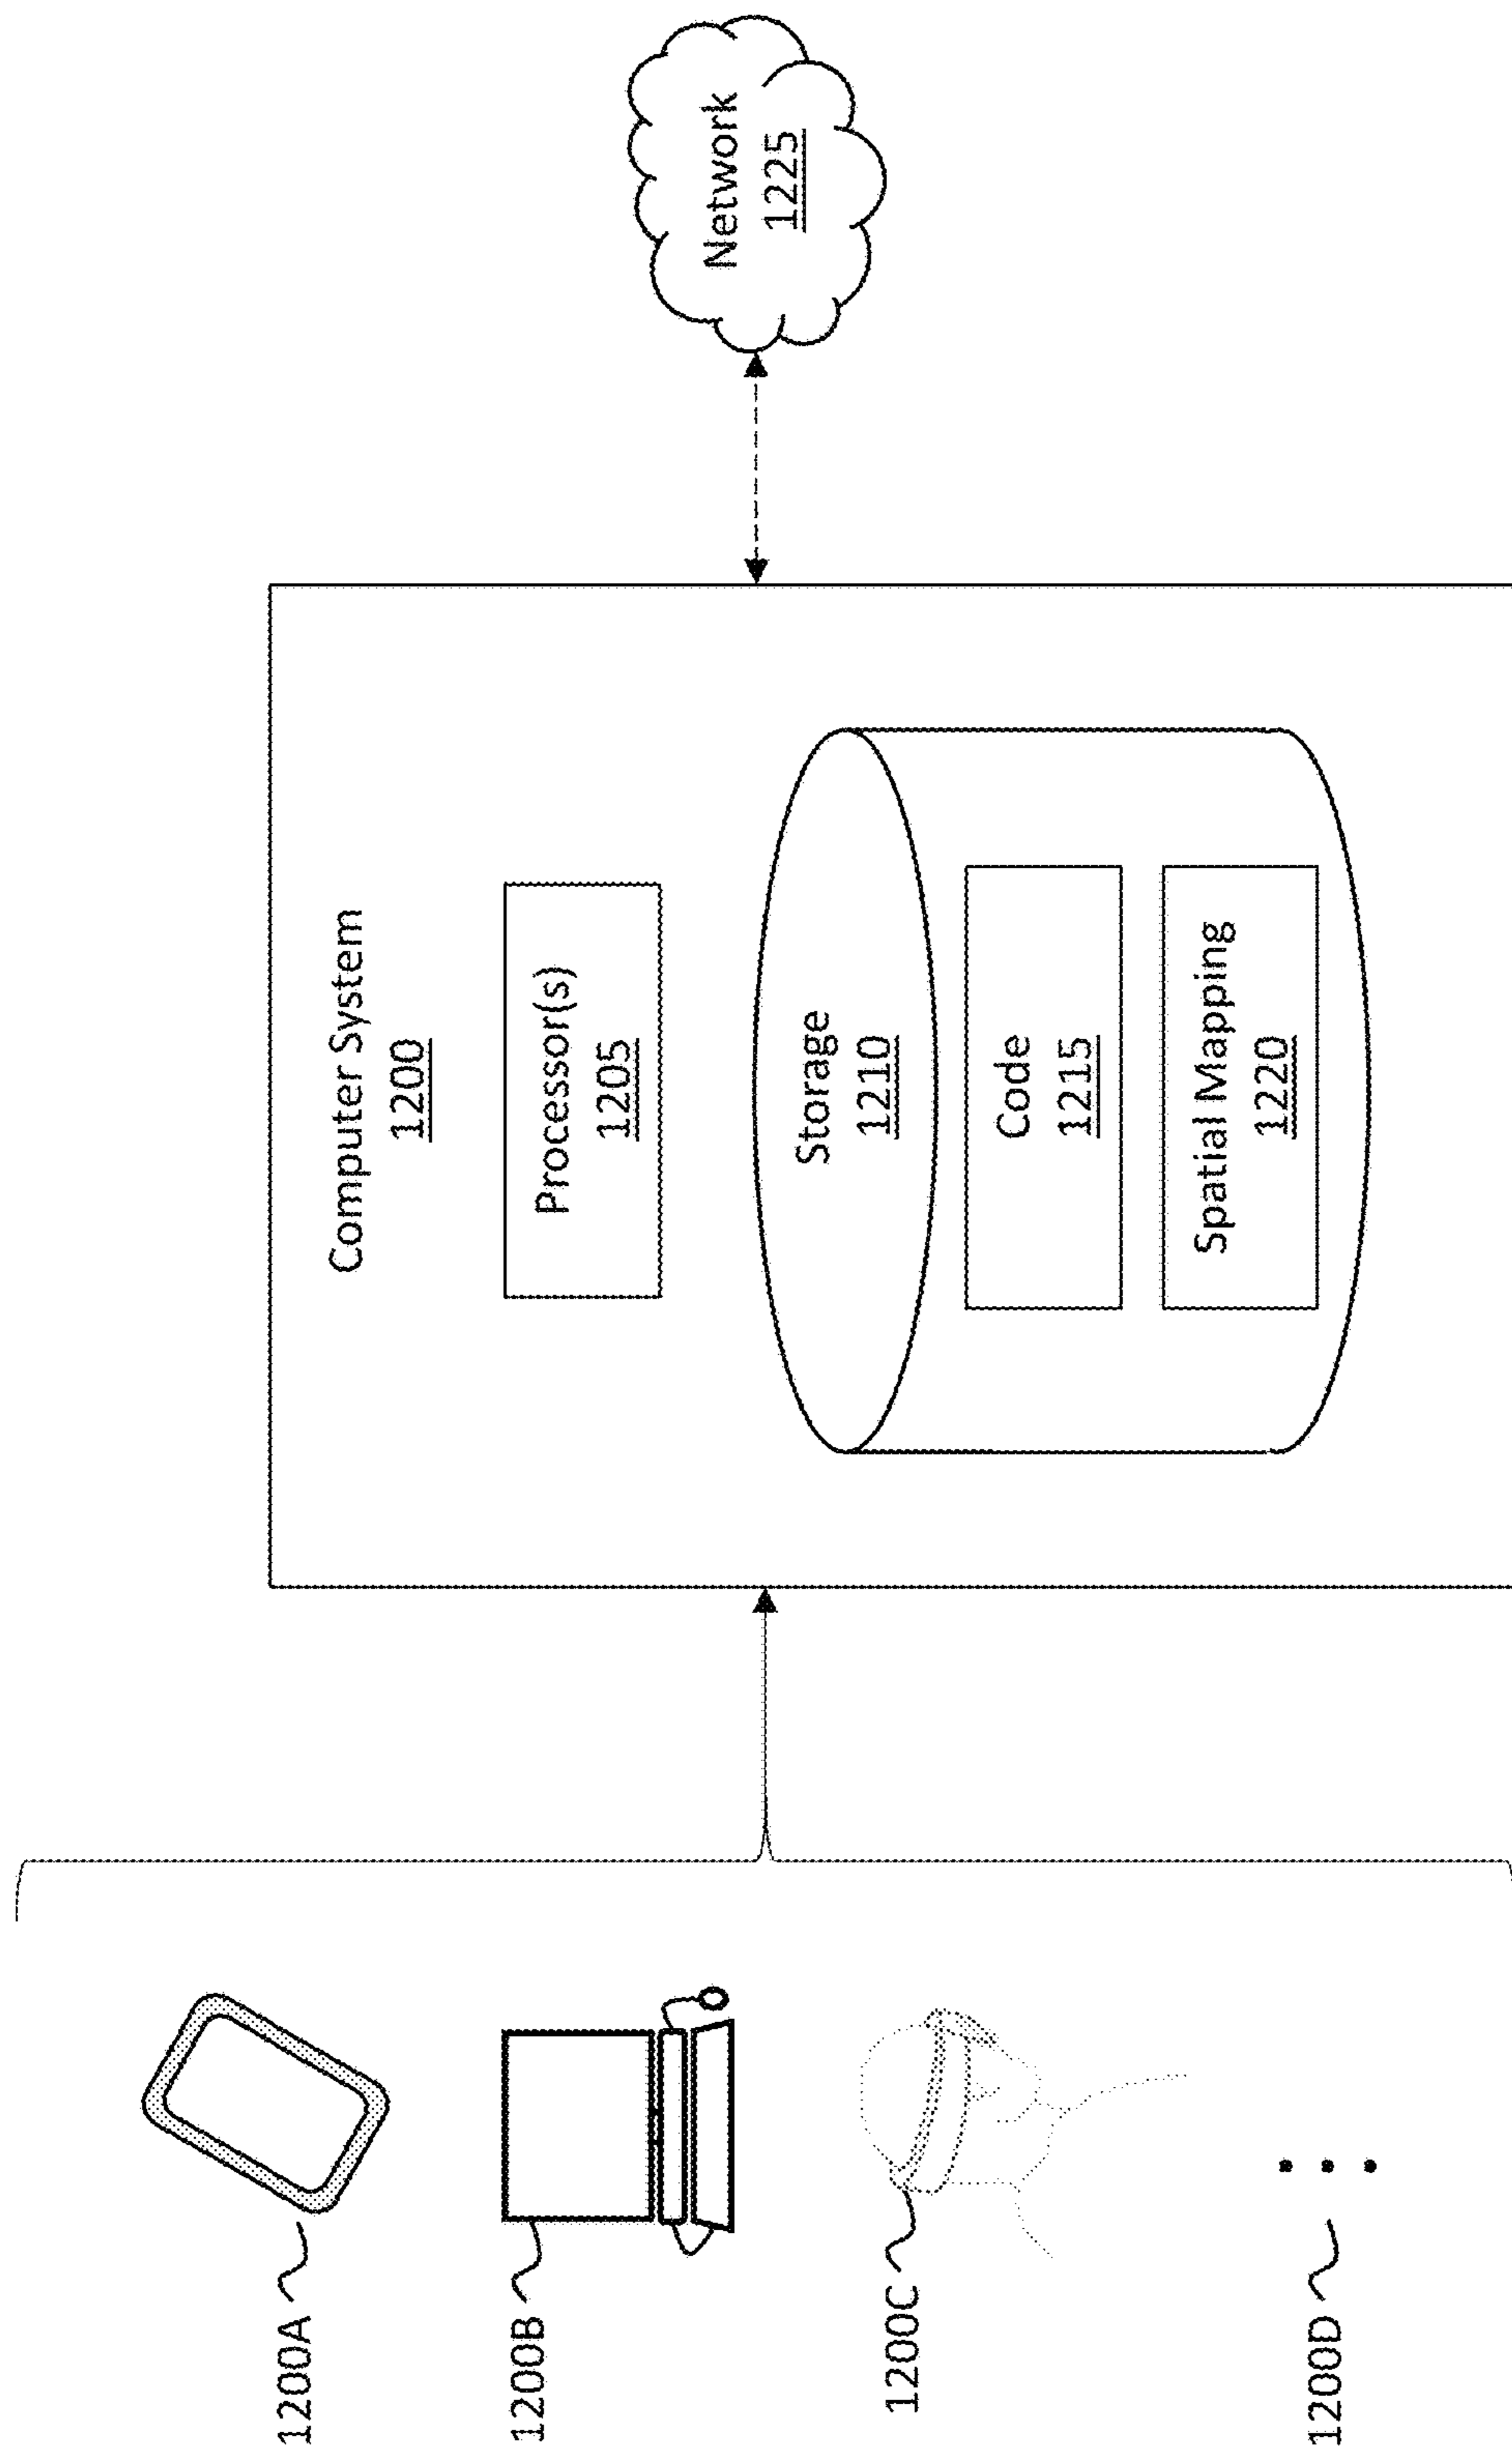 1200A
1200B
1200C
1200D
Computer System
1200
Processor(s)
1205
Storage
1210
Code
1215
Spatial Mapping
1220
Network
1225